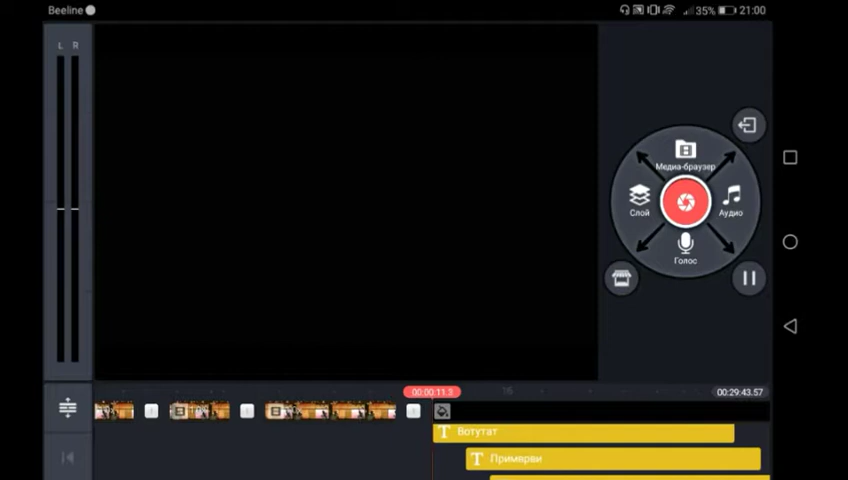 Beeline
35% 21:00
L R
Медиа-браузер
Слой
Аудио
Голос
00:00:11.3
16
00:29:43.57
T Вотутат
T Примврви